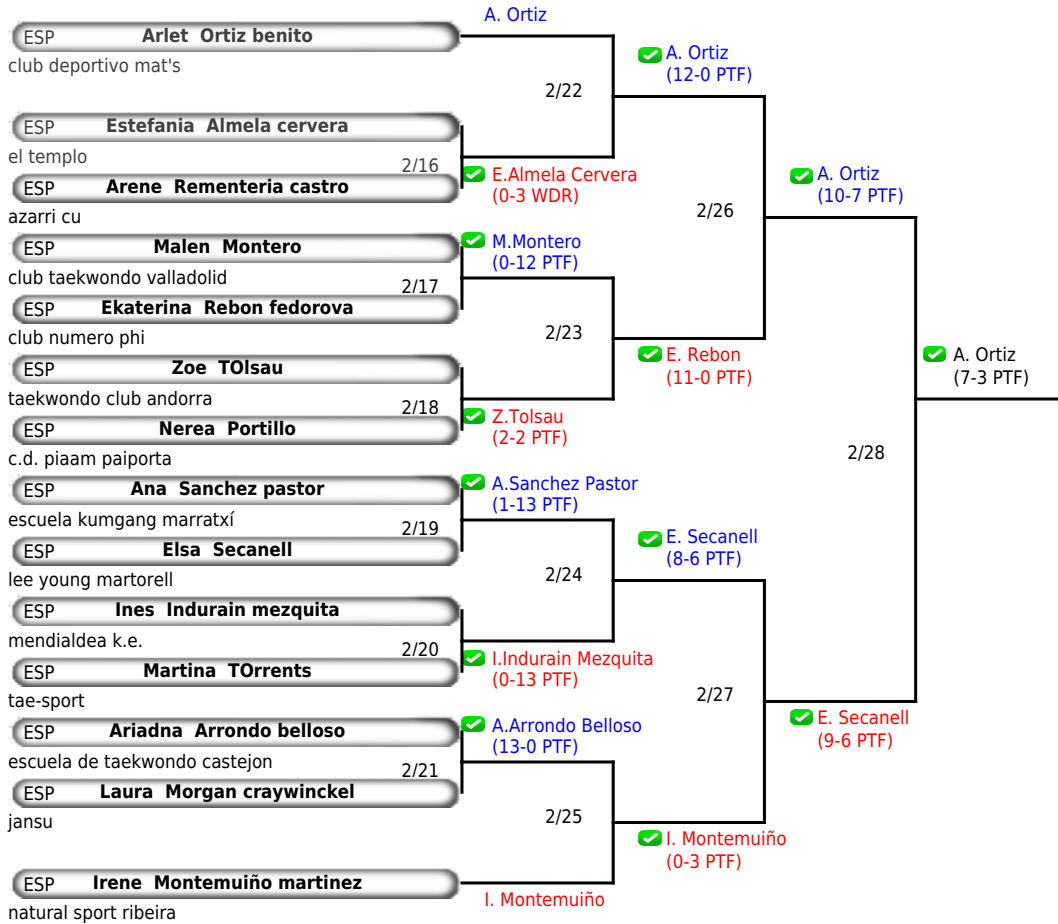 A. Ortiz
ESP Arlet Ortiz benito
club deportivo mat's
A. Ortiz
(12-0 PTF)
2/22
ESP Estefania Almela cervera
el templo
2/16
E.Almela Cervera
(0-3 WDR)
ESP Arene Rementeria castro
azarri cu
A. Ortiz
(10-7 PTF)
2/26
ESP Malen Montero
club taekwondo valladolid
M.Montero
(0-12 PTF)
2/17
ESP Ekaterina Rebon fedorova
club numero phi
2/23
E. Rebon
(11-0 PTF)
ESP Zoe TOlsau
taekwondo club andorra
2/18
Z.Tolsau
(2-2 PTF)
ESP Nerea Portillo
c.d. piaam paiporta
A. Ortiz
(7-3 PTF)
2/28
ESP Ana Sanchez pastor
escuela kumgang marratxí
A.Sanchez Pastor
(1-13 PTF)
2/19
ESP Elsa Secanell
lee young martorell
E. Secanell
(8-6 PTF)
2/24
ESP Ines Indurain mezquita
mendialdea k.e.
2/20
I.Indurain Mezquita
(0-13 PTF)
ESP Martina TOrrents
tae-sport
2/27
E. Secanell
(9-6 PTF)
ESP Ariadna Arrondo belloso
escuela de taekwondo castejon
A.Arrondo Belloso
(13-0 PTF)
2/21
ESP Laura Morgan craywinckel
jansu
2/25
I. Montemuiño
(0-3 PTF)
ESP Irene Montemuiño martinez
natural sport ribeira
I. Montemuiño